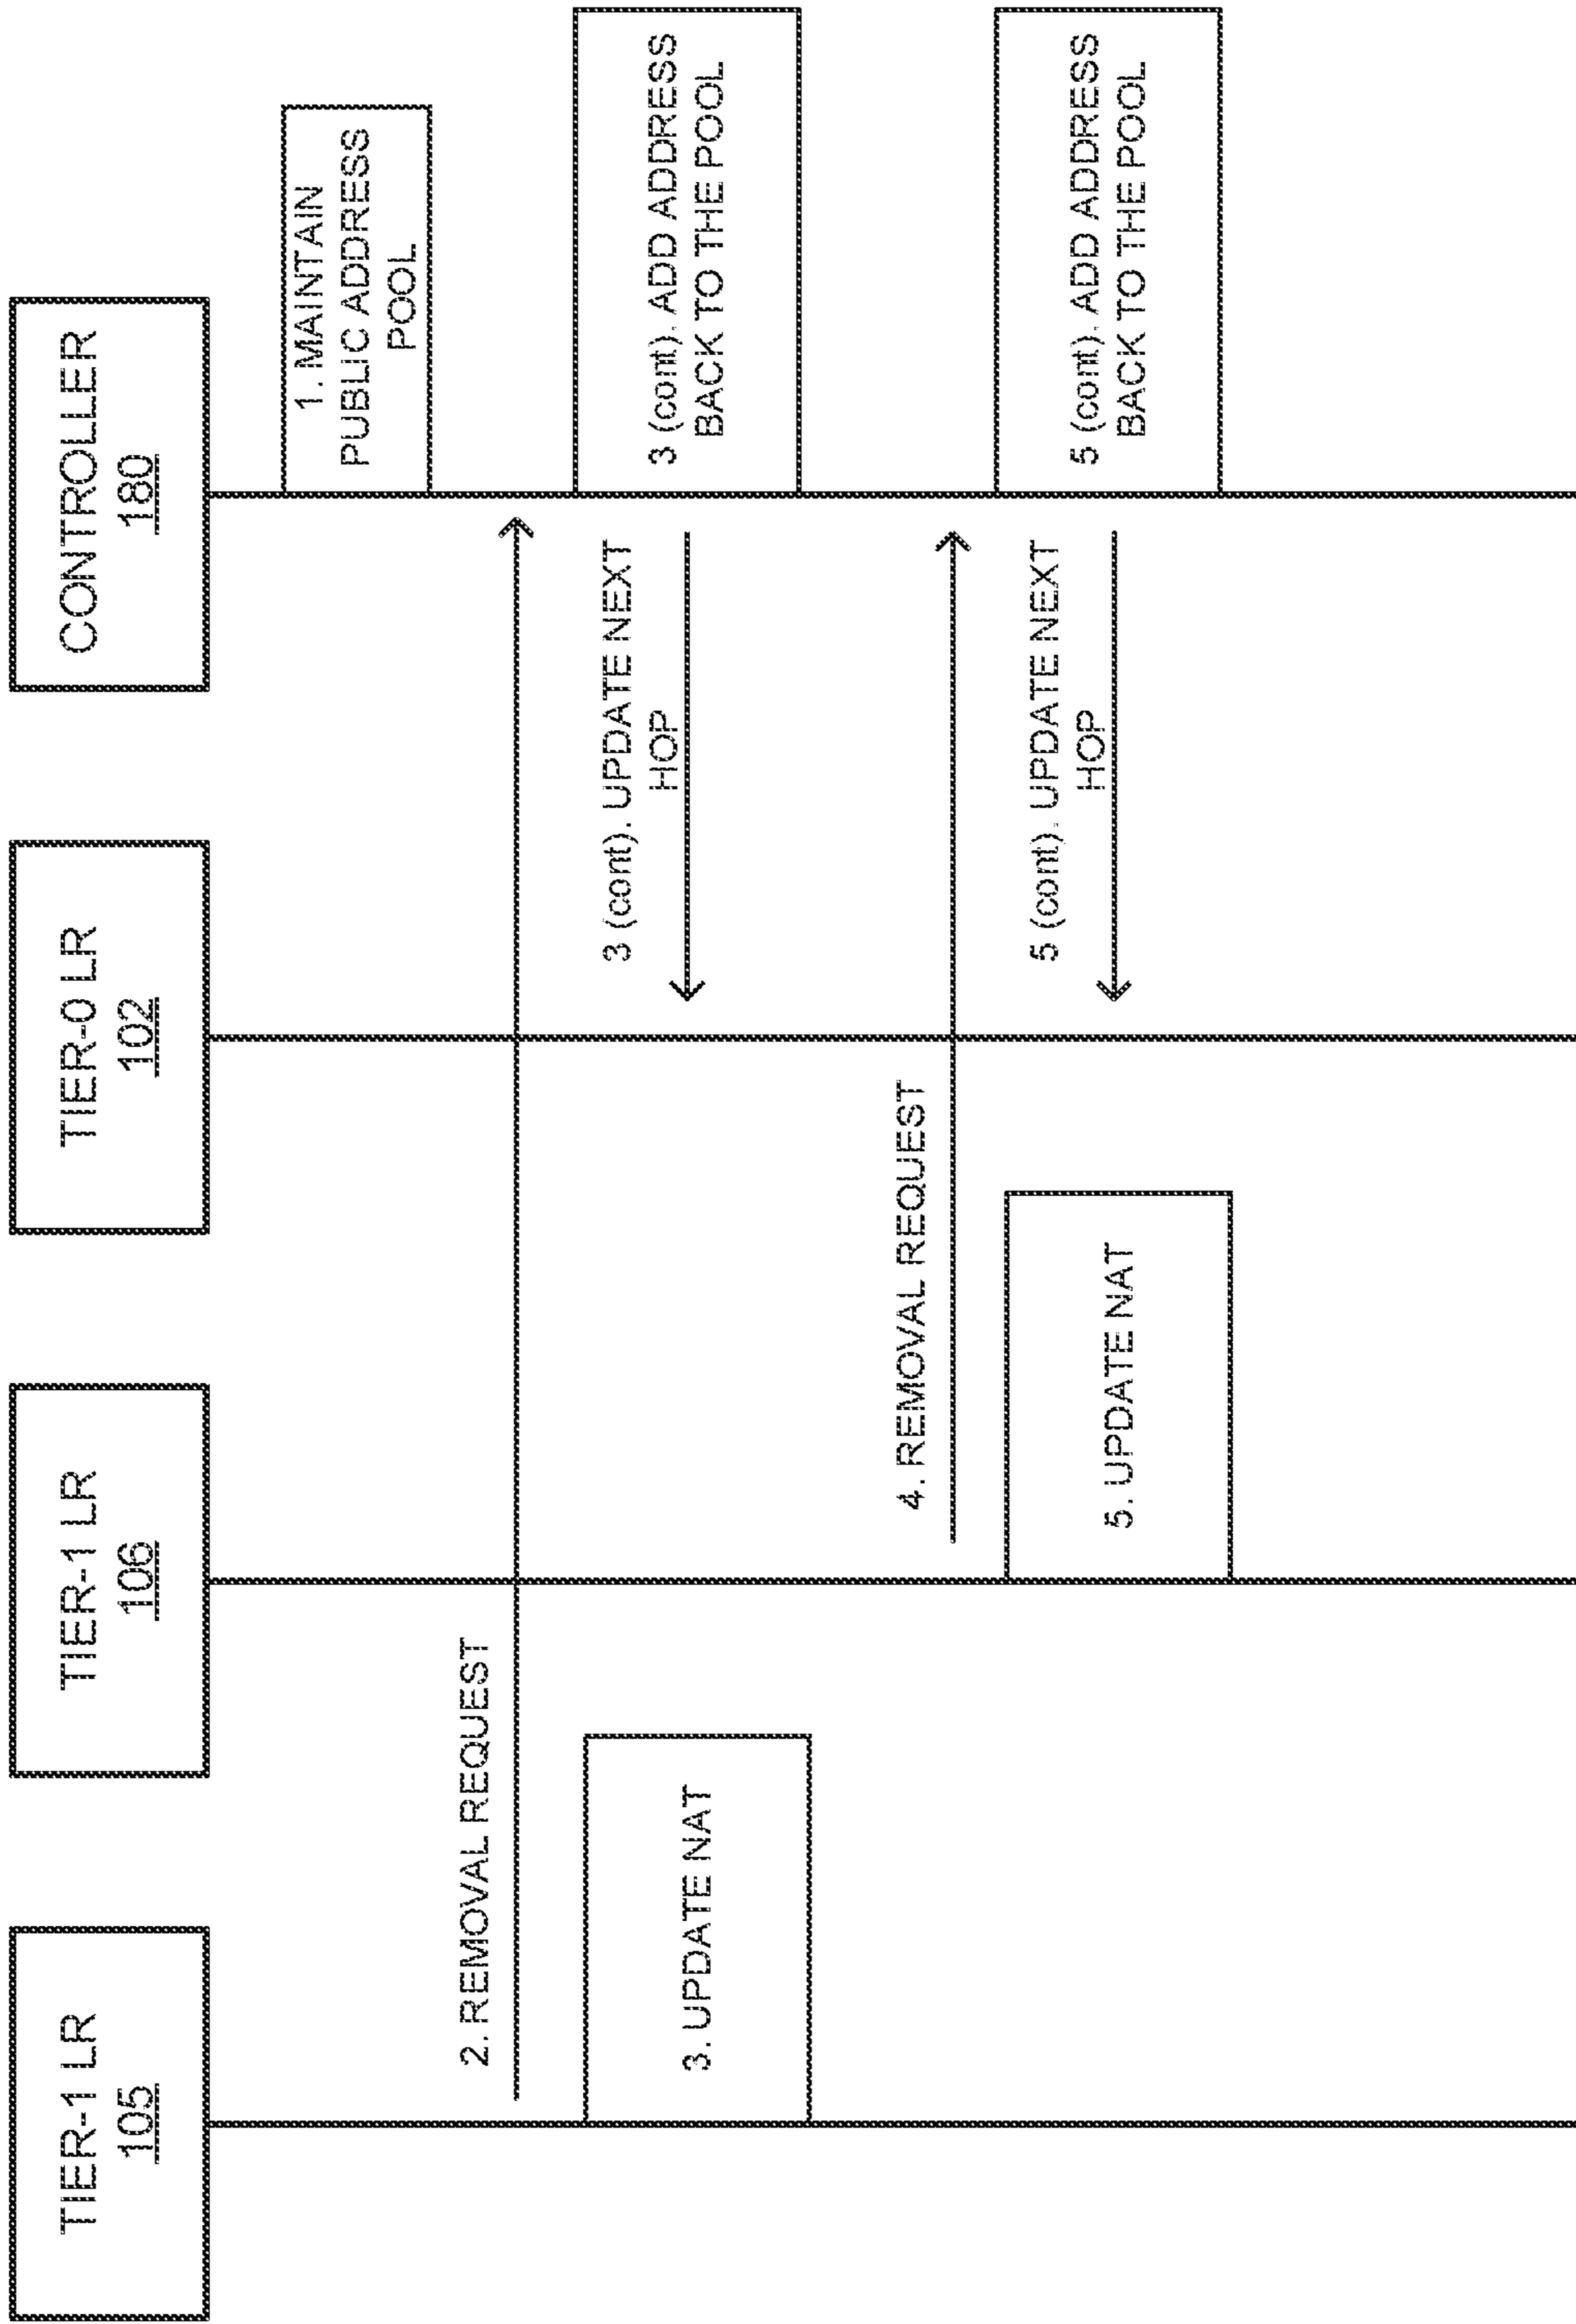 TIER-1 LR
105
TIER-1 LR
106
TIER-0 LR
102
CONTROLLER
180
1. MAINTAIN
PUBLIC ADDRESS
POOL
2. REMOVAL REQUEST
3. UPDATE NAT
3 (cont). UPDATE NEXT
HOP
3 (cont). ADD ADDRESS
BACK TO THE POOL
4. REMOVAL REQUEST
5. UPDATE NAT
5 (cont). UPDATE NEXT
HOP
5 (cont). ADD ADDRESS
BACK TO THE POOL